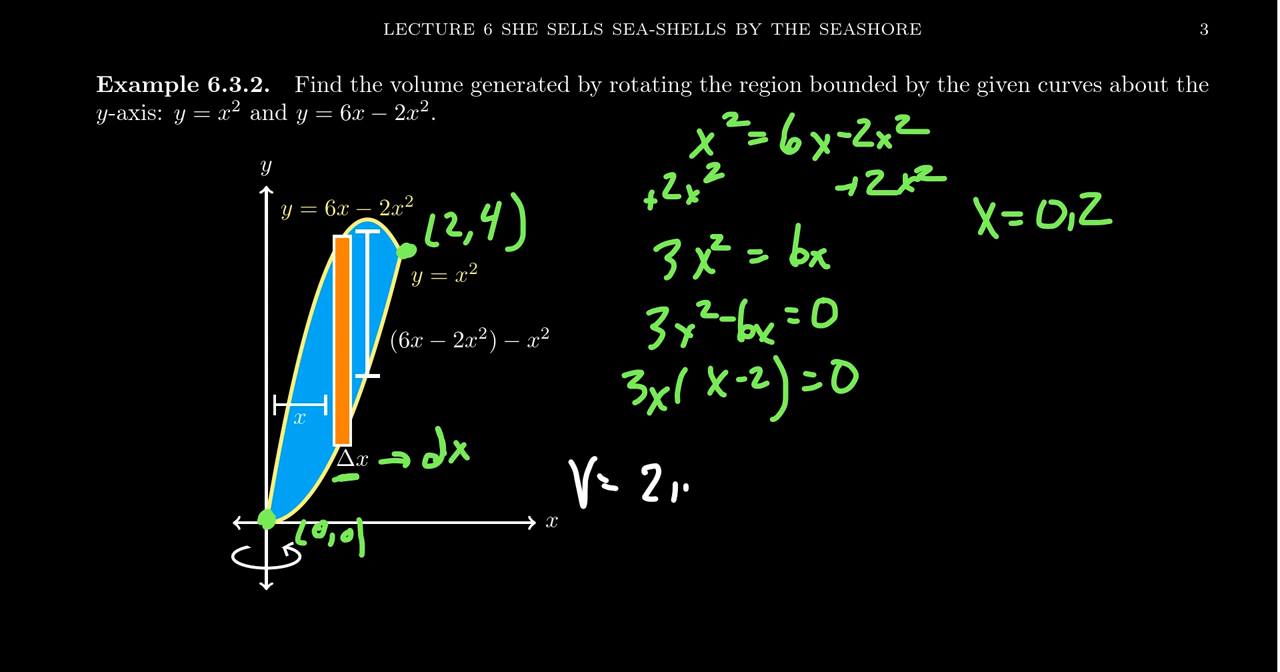 LECTURE 6 SHE SELLS SEA-SHELLS BY THE SEASHORE 3
Example 6.3.2. Find the volume generated by rotating the region bounded by the given curves about the
y-axis: y = x² and y = 6x − 2x².
x² = 6x-2x²
+2x² +2x²
x = 0,2
3x² = 6x
3x²-6x = 0
3x(x-2) = 0
V= 2
y
y = 6x − 2x²
(2,4)
y = x²
(6x − 2x²) − x²
x
Δx → dx
x
(0,0)